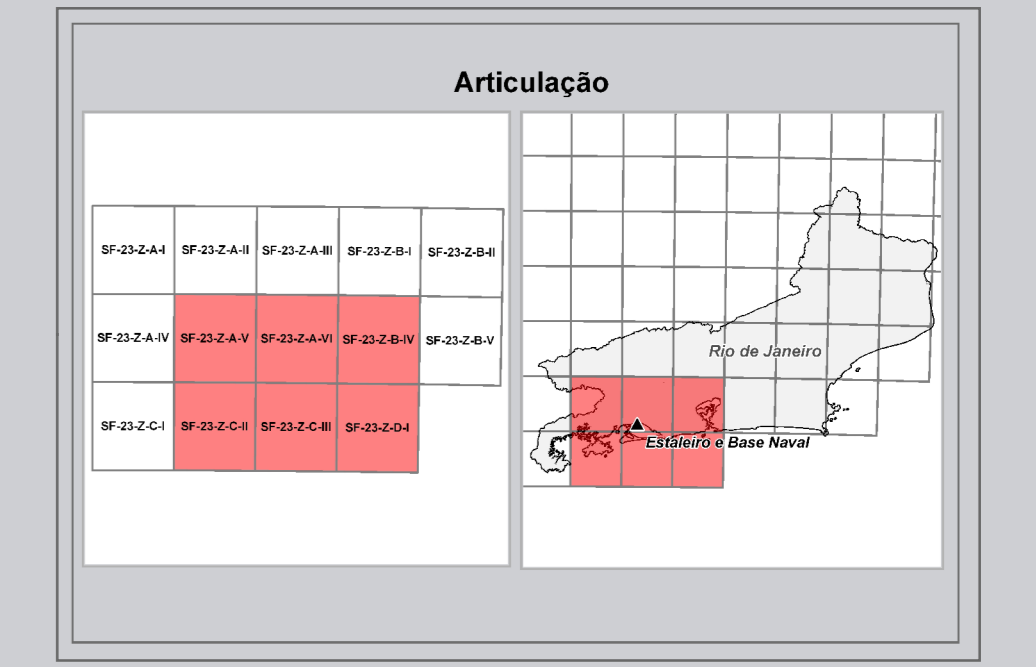 Articulação
SF-23-Z-A-I
SF-23-Z-A-II
SF-23-Z-A-III
SF-23-Z-B-I
SF-23-Z-B-II
SF-23-Z-A-IV
SF-23-Z-A-V
SF-23-Z-A-VI
SF-23-Z-B-IV
SF-23-Z-B-V
SF-23-Z-C-I
SF-23-Z-C-II
SF-23-Z-C-III
SF-23-Z-D-I
Rio de Janeiro
Estaleiro e Base Naval